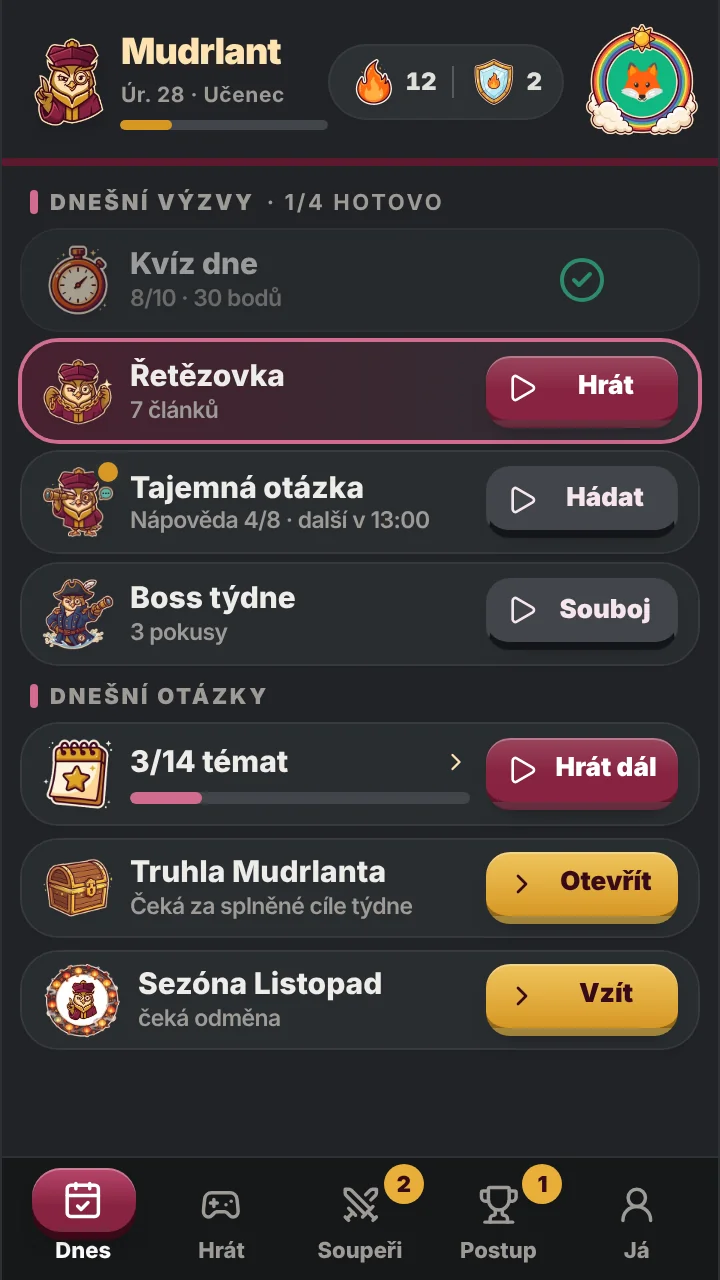 Mudrlant
Úr. 28 · Učenec
12
2
DNEŠNÍ VÝZVY · 1/4 HOTOVO
Kvíz dne
8/10 · 30 bodů
Řetězovka
7 článků
Hrát
Tajemná otázka
Nápověda 4/8 · další v 13:00
Hádat
Boss týdne
3 pokusy
Souboj
DNEŠNÍ OTÁZKY
3/14 témat
Hrát dál
Truhla Mudrlanta
Čeká za splněné cíle týdne
Otevřít
Sezóna Listopad
čeká odměna
Vzít
2
1
Dnes
Hrát
Soupeři
Postup
Já